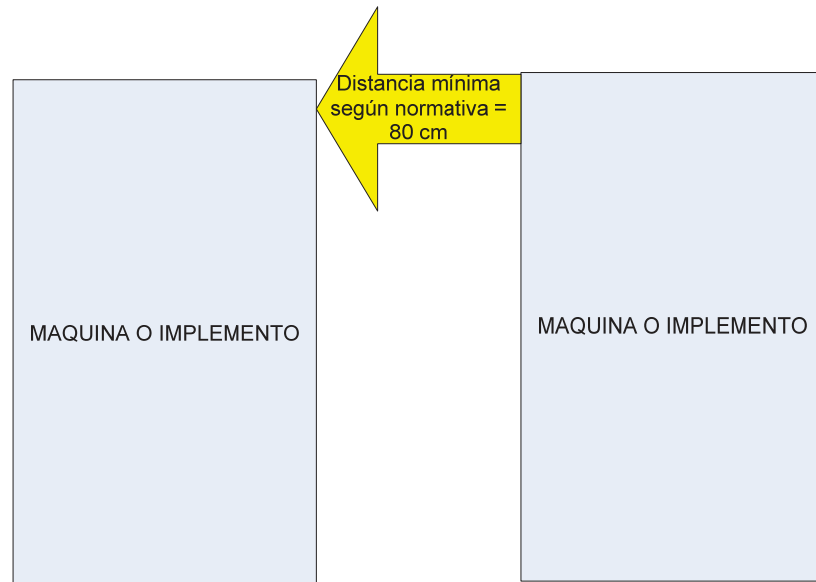 Distancia mínima
según normativa =
80 cm
MAQUINA O IMPLEMENTO
MAQUINA O IMPLEMENTO